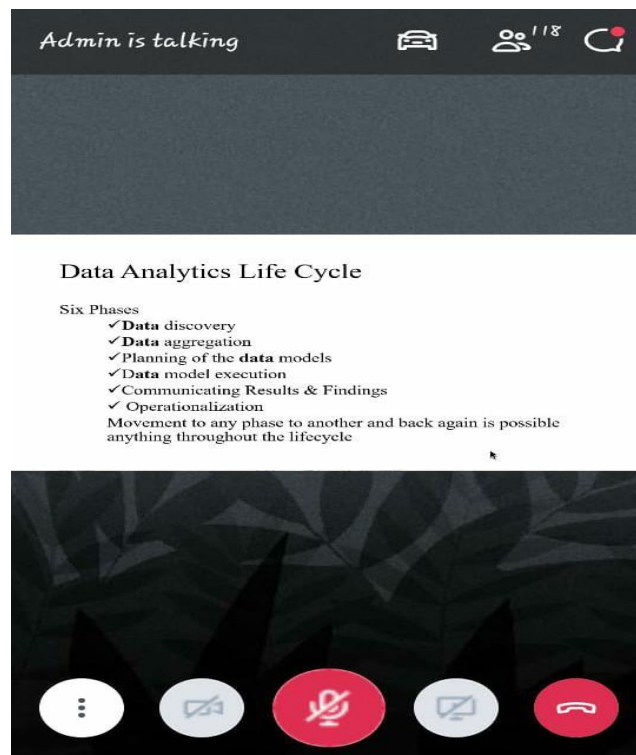 Admin is talking
118
Data Analytics Life Cycle
Six Phases
✓Data discovery
✓Data aggregation
✓Planning of the data models
✓Data model execution
✓Communicating Results & Findings
✓ Operationalization
Movement to any phase to another and back again is possible
anything throughout the lifecycle